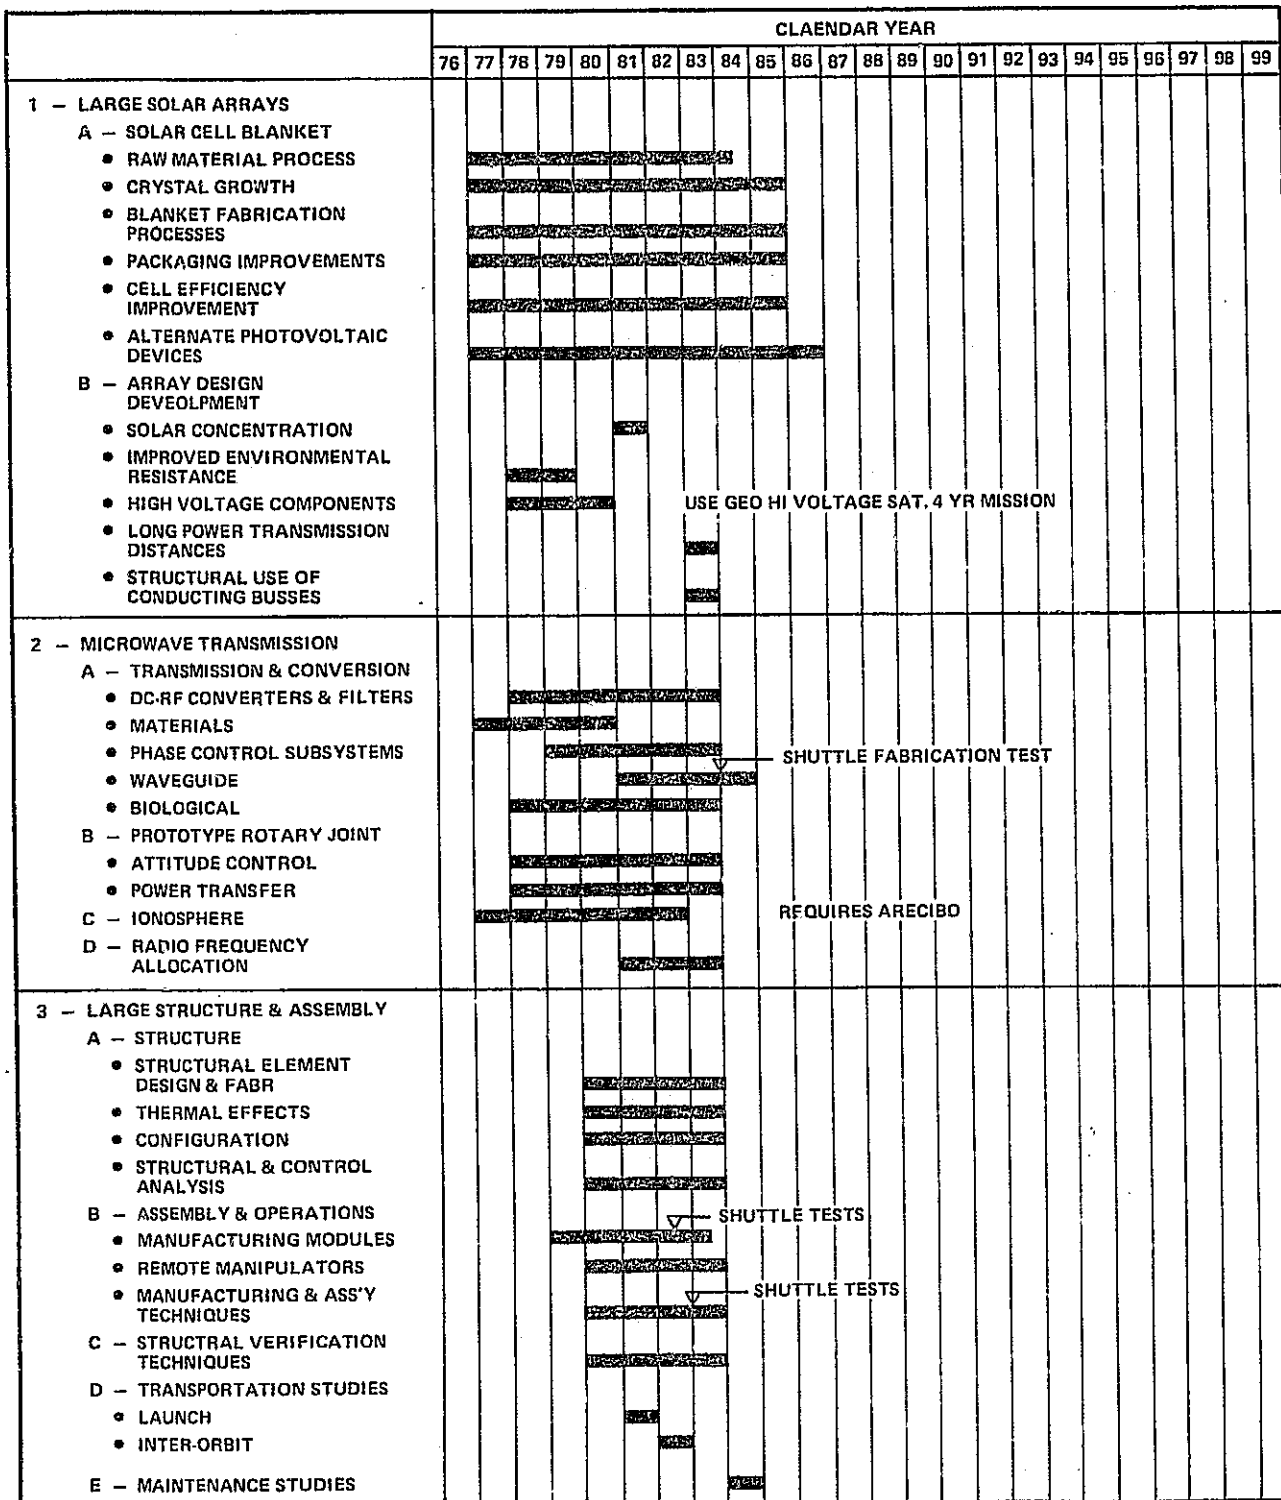 CLAENDAR YEAR
76 77 78 79 80 81 82 83 84 85 86 87 88 89 90 91 92 93 94 95 96 97 98 99
1 – LARGE SOLAR ARRAYS
A – SOLAR CELL BLANKET
• RAW MATERIAL PROCESS
• CRYSTAL GROWTH
• BLANKET FABRICATION
PROCESSES
• PACKAGING IMPROVEMENTS
• CELL EFFICIENCY
IMPROVEMENT
• ALTERNATE PHOTOVOLTAIC
DEVICES
B – ARRAY DESIGN
DEVEOLPMENT
• SOLAR CONCENTRATION
• IMPROVED ENVIRONMENTAL
RESISTANCE
• HIGH VOLTAGE COMPONENTS USE GEO HI VOLTAGE SAT. 4 YR MISSION
• LONG POWER TRANSMISSION
DISTANCES
• STRUCTURAL USE OF
CONDUCTING BUSSES
2 – MICROWAVE TRANSMISSION
A – TRANSMISSION & CONVERSION
• DC-RF CONVERTERS & FILTERS
• MATERIALS
• PHASE CONTROL SUBSYSTEMS SHUTTLE FABRICATION TEST
• WAVEGUIDE
• BIOLOGICAL
B – PROTOTYPE ROTARY JOINT
• ATTITUDE CONTROL
• POWER TRANSFER
C – IONOSPHERE REQUIRES ARECIBO
D – RADIO FREQUENCY
ALLOCATION
3 – LARGE STRUCTURE & ASSEMBLY
A – STRUCTURE
• STRUCTURAL ELEMENT
DESIGN & FABR
• THERMAL EFFECTS
• CONFIGURATION
• STRUCTURAL & CONTROL
ANALYSIS
B – ASSEMBLY & OPERATIONS SHUTTLE TESTS
• MANUFACTURING MODULES
• REMOTE MANIPULATORS
• MANUFACTURING & ASS'Y SHUTTLE TESTS
TECHNIQUES
C – STRUCTRAL VERIFICATION
TECHNIQUES
D – TRANSPORTATION STUDIES
• LAUNCH
• INTER-ORBIT
E – MAINTENANCE STUDIES